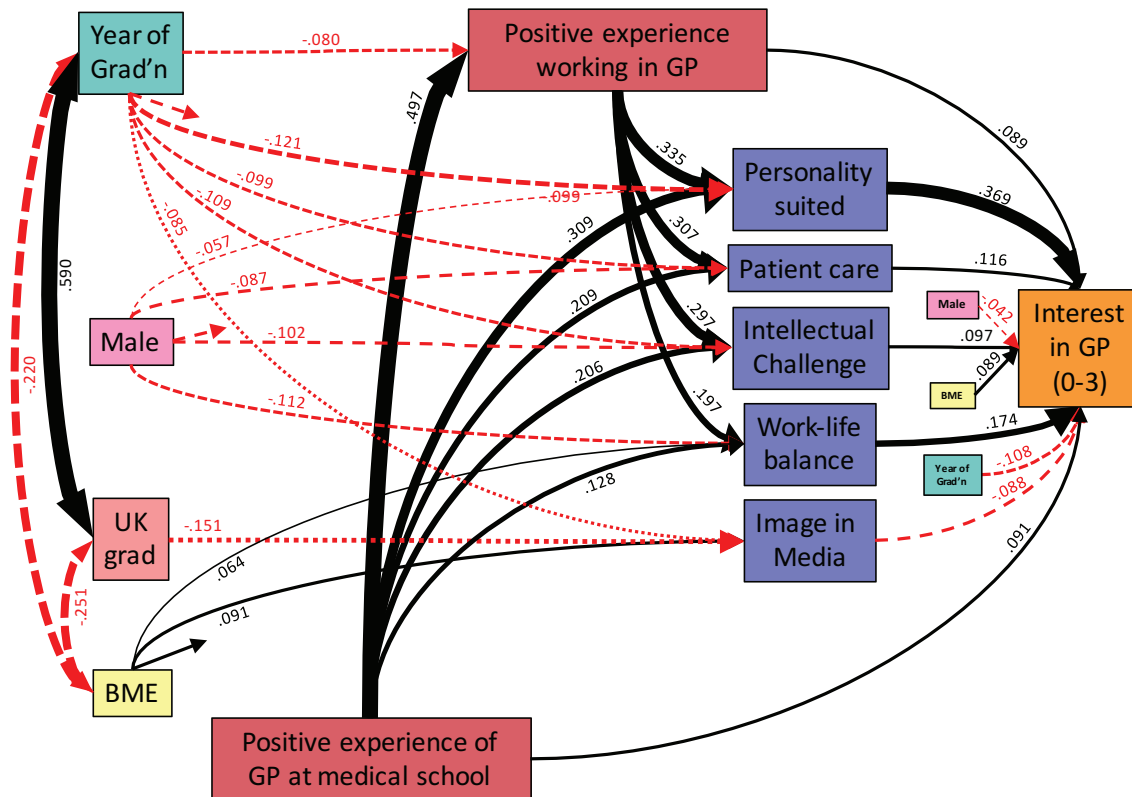 Year of
Grad'n
-.080
Positive experience
working in GP
.497
.089
-.121
.335
Personality
suited
.369
-.099
.099
-.109
-.085
.309
.307
-.057
Patient care
.116
-.087
.209
.590
Male
-.102
.297
Intellectual
Challenge
.097
Male
-.042
Interest
in GP
(0-3)
BME
.089
.206
-.220
-.112
.197
Work-life
balance
.174
Year of
Grad'n
-.108
-.088
.128
UK
grad
-.151
Image in
Media
.064
.091
-.251
.091
BME
Positive experience of
GP at medical school